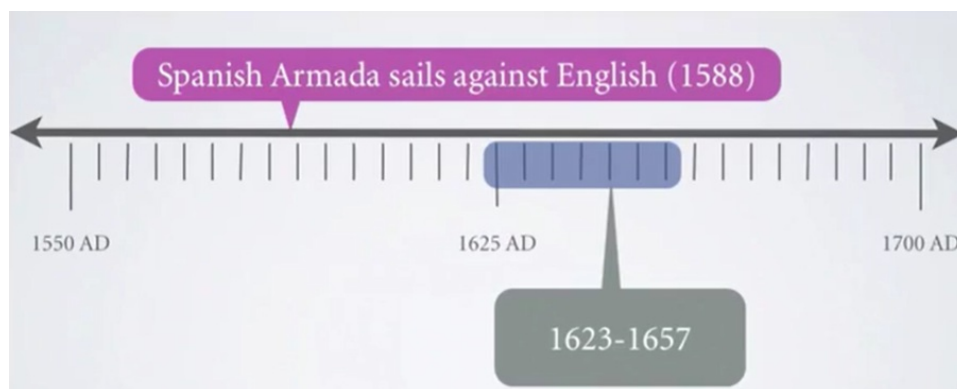 Spanish Armada sails against English (1588)
1550 AD
1625 AD
1700 AD
1623-1657